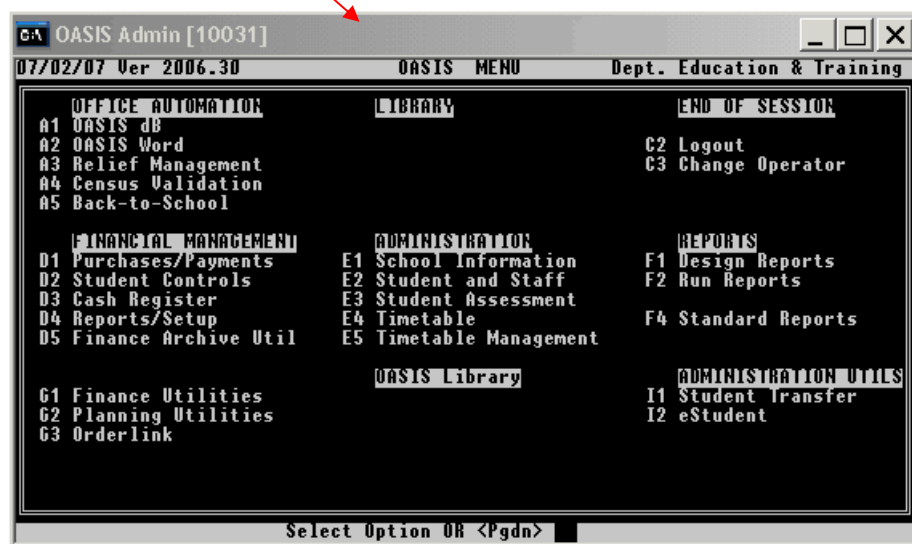 OASIS Admin [10031]
07/02/07 Ver 2006.30 OASIS MENU Dept. Education & Training
OFFICE AUTOMATION LIBRARY END OF SESSION
A1 OASIS dB
A2 OASIS Word C2 Logout
A3 Relief Management C3 Change Operator
A4 Census Validation
A5 Back-to-School
FINANCIAL MANAGEMENT ADMINISTRATION REPORTS
D1 Purchases/Payments E1 School Information F1 Design Reports
D2 Student Controls E2 Student and Staff F2 Run Reports
D3 Cash Register E3 Student Assessment
D4 Reports/Setup E4 Timetable F4 Standard Reports
D5 Finance Archive Util E5 Timetable Management
OASIS Library ADMINISTRATION UTILS
G1 Finance Utilities I1 Student Transfer
G2 Planning Utilities I2 eStudent
G3 Orderlink
Select Option OR <Pgdn>